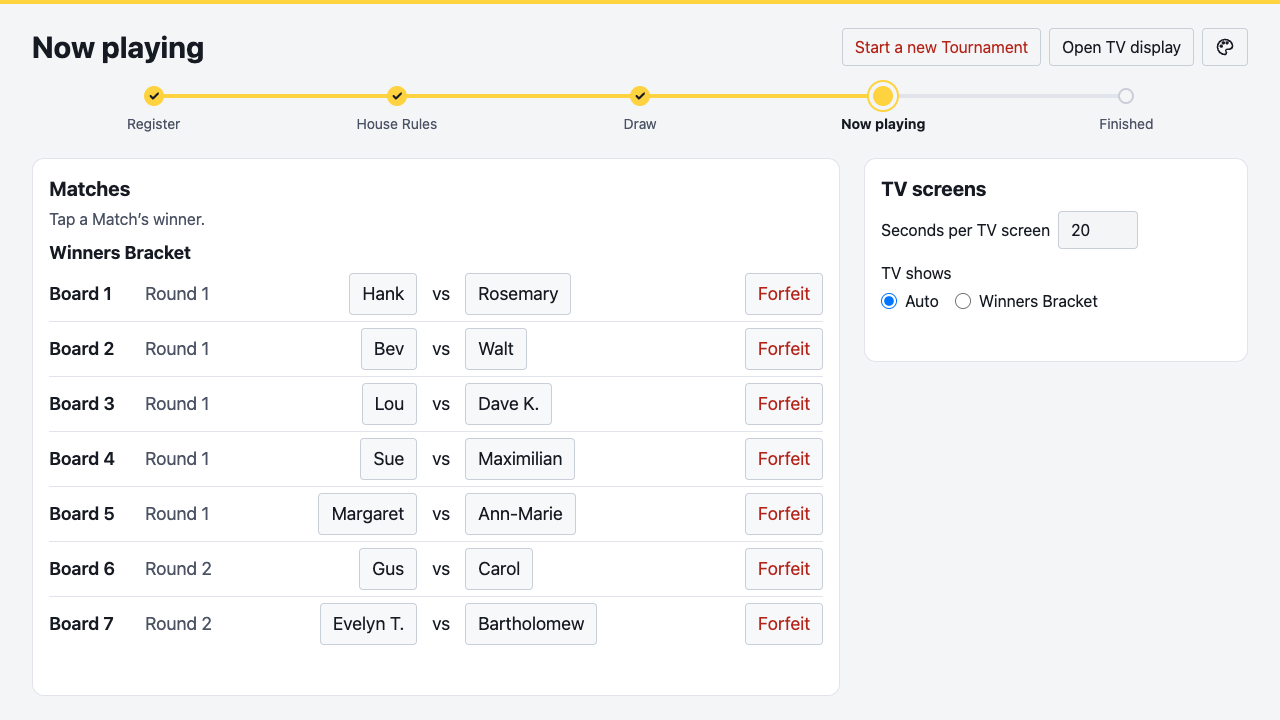 Now playing
Start a new Tournament
Open TV display
Register
House Rules
Draw
Now playing
Finished
Matches
Tap a Match’s winner.
Winners Bracket
Board 1 Round 1 Hank vs Rosemary Forfeit
Board 2 Round 1 Bev vs Walt Forfeit
Board 3 Round 1 Lou vs Dave K. Forfeit
Board 4 Round 1 Sue vs Maximilian Forfeit
Board 5 Round 1 Margaret vs Ann-Marie Forfeit
Board 6 Round 2 Gus vs Carol Forfeit
Board 7 Round 2 Evelyn T. vs Bartholomew Forfeit
TV screens
Seconds per TV screen 20
TV shows
Auto Winners Bracket